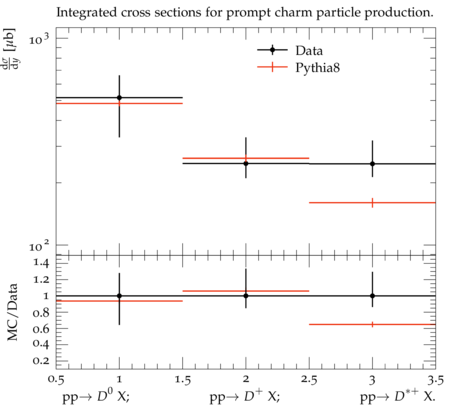 Integrated cross sections for prompt charm particle production.
dσ/dy [μb]
10³
Data
Pythia8
10²
MC/Data
1.4
1.2
1
0.8
0.6
0.4
0.2
0.5 1 1.5 2 2.5 3 3.5
pp→ D⁰ X; pp→ D⁺ X; pp→ D*⁺ X.